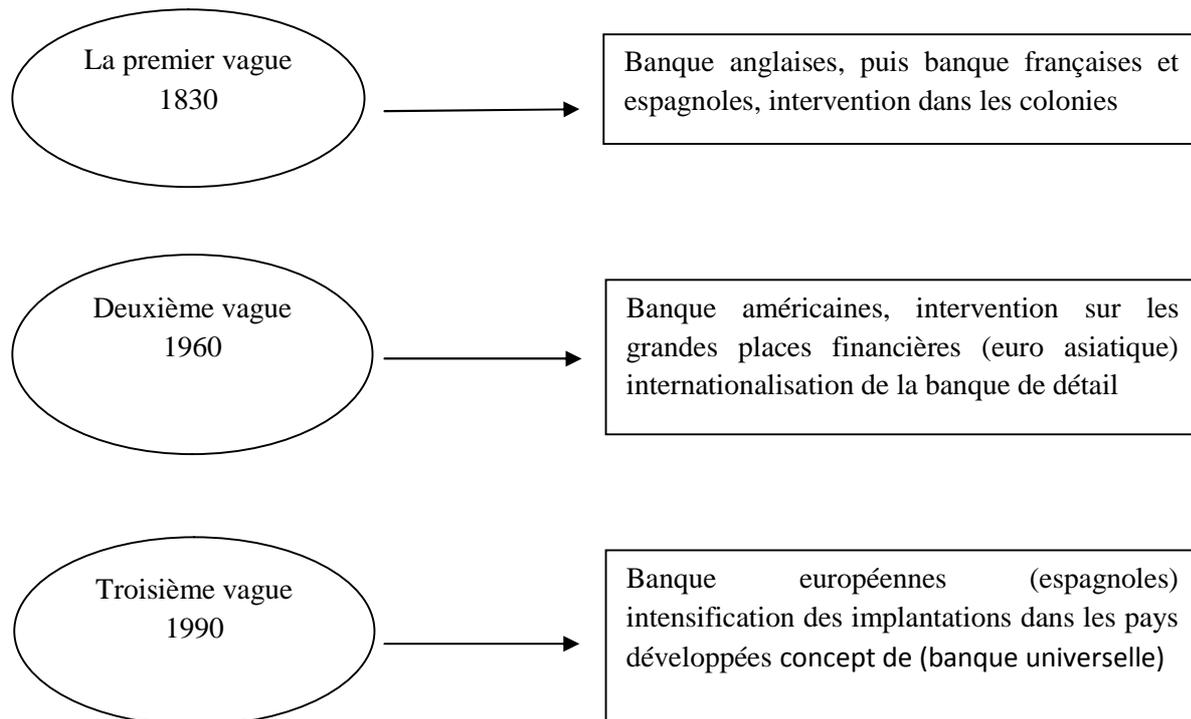 La premier vague
1830
Banque anglaises, puis banque françaises et
espagnoles, intervention dans les colonies
Deuxième vague
1960
Banque américaines, intervention sur les
grandes places financières (euro asiatique)
internationalisation de la banque de détail
Troisième vague
1990
Banque européennes (espagnoles)
intensification des implantations dans les pays
développées concept de (banque universelle)